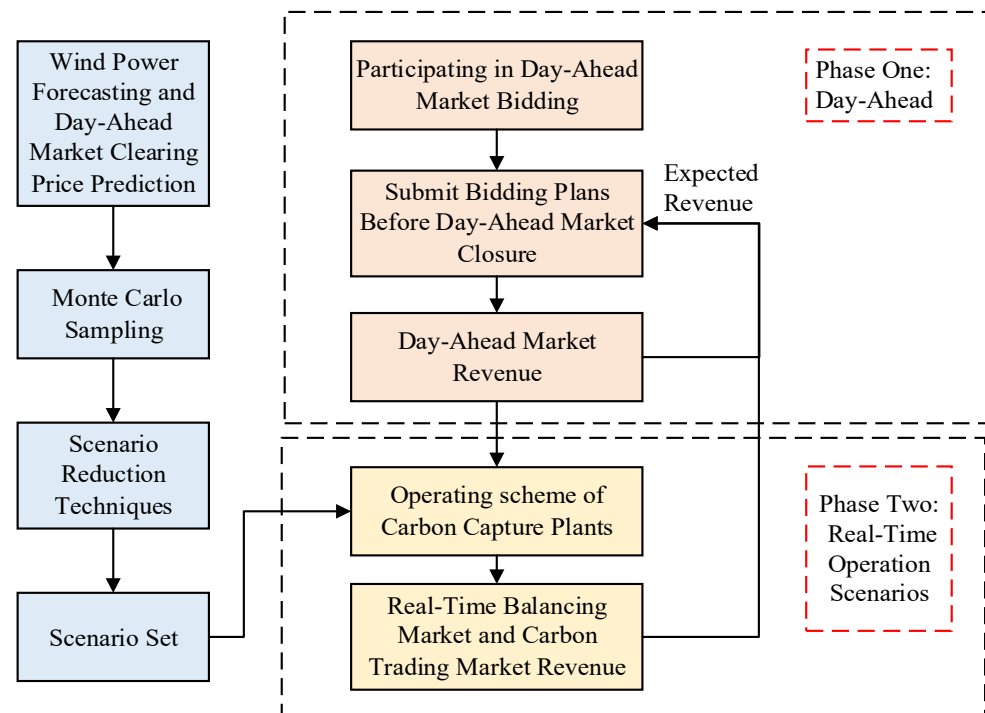 Wind Power
Forecasting and
Day-Ahead
Market Clearing
Price Prediction
Monte Carlo
Sampling
Scenario
Reduction
Techniques
Scenario Set
Participating in Day-Ahead
Market Bidding
Submit Bidding Plans
Before Day-Ahead Market
Closure
Day-Ahead Market
Revenue
Expected
Revenue
Phase One:
Day-Ahead
Operating scheme of
Carbon Capture Plants
Real-Time Balancing
Market and Carbon
Trading Market Revenue
Phase Two:
Real-Time
Operation
Scenarios